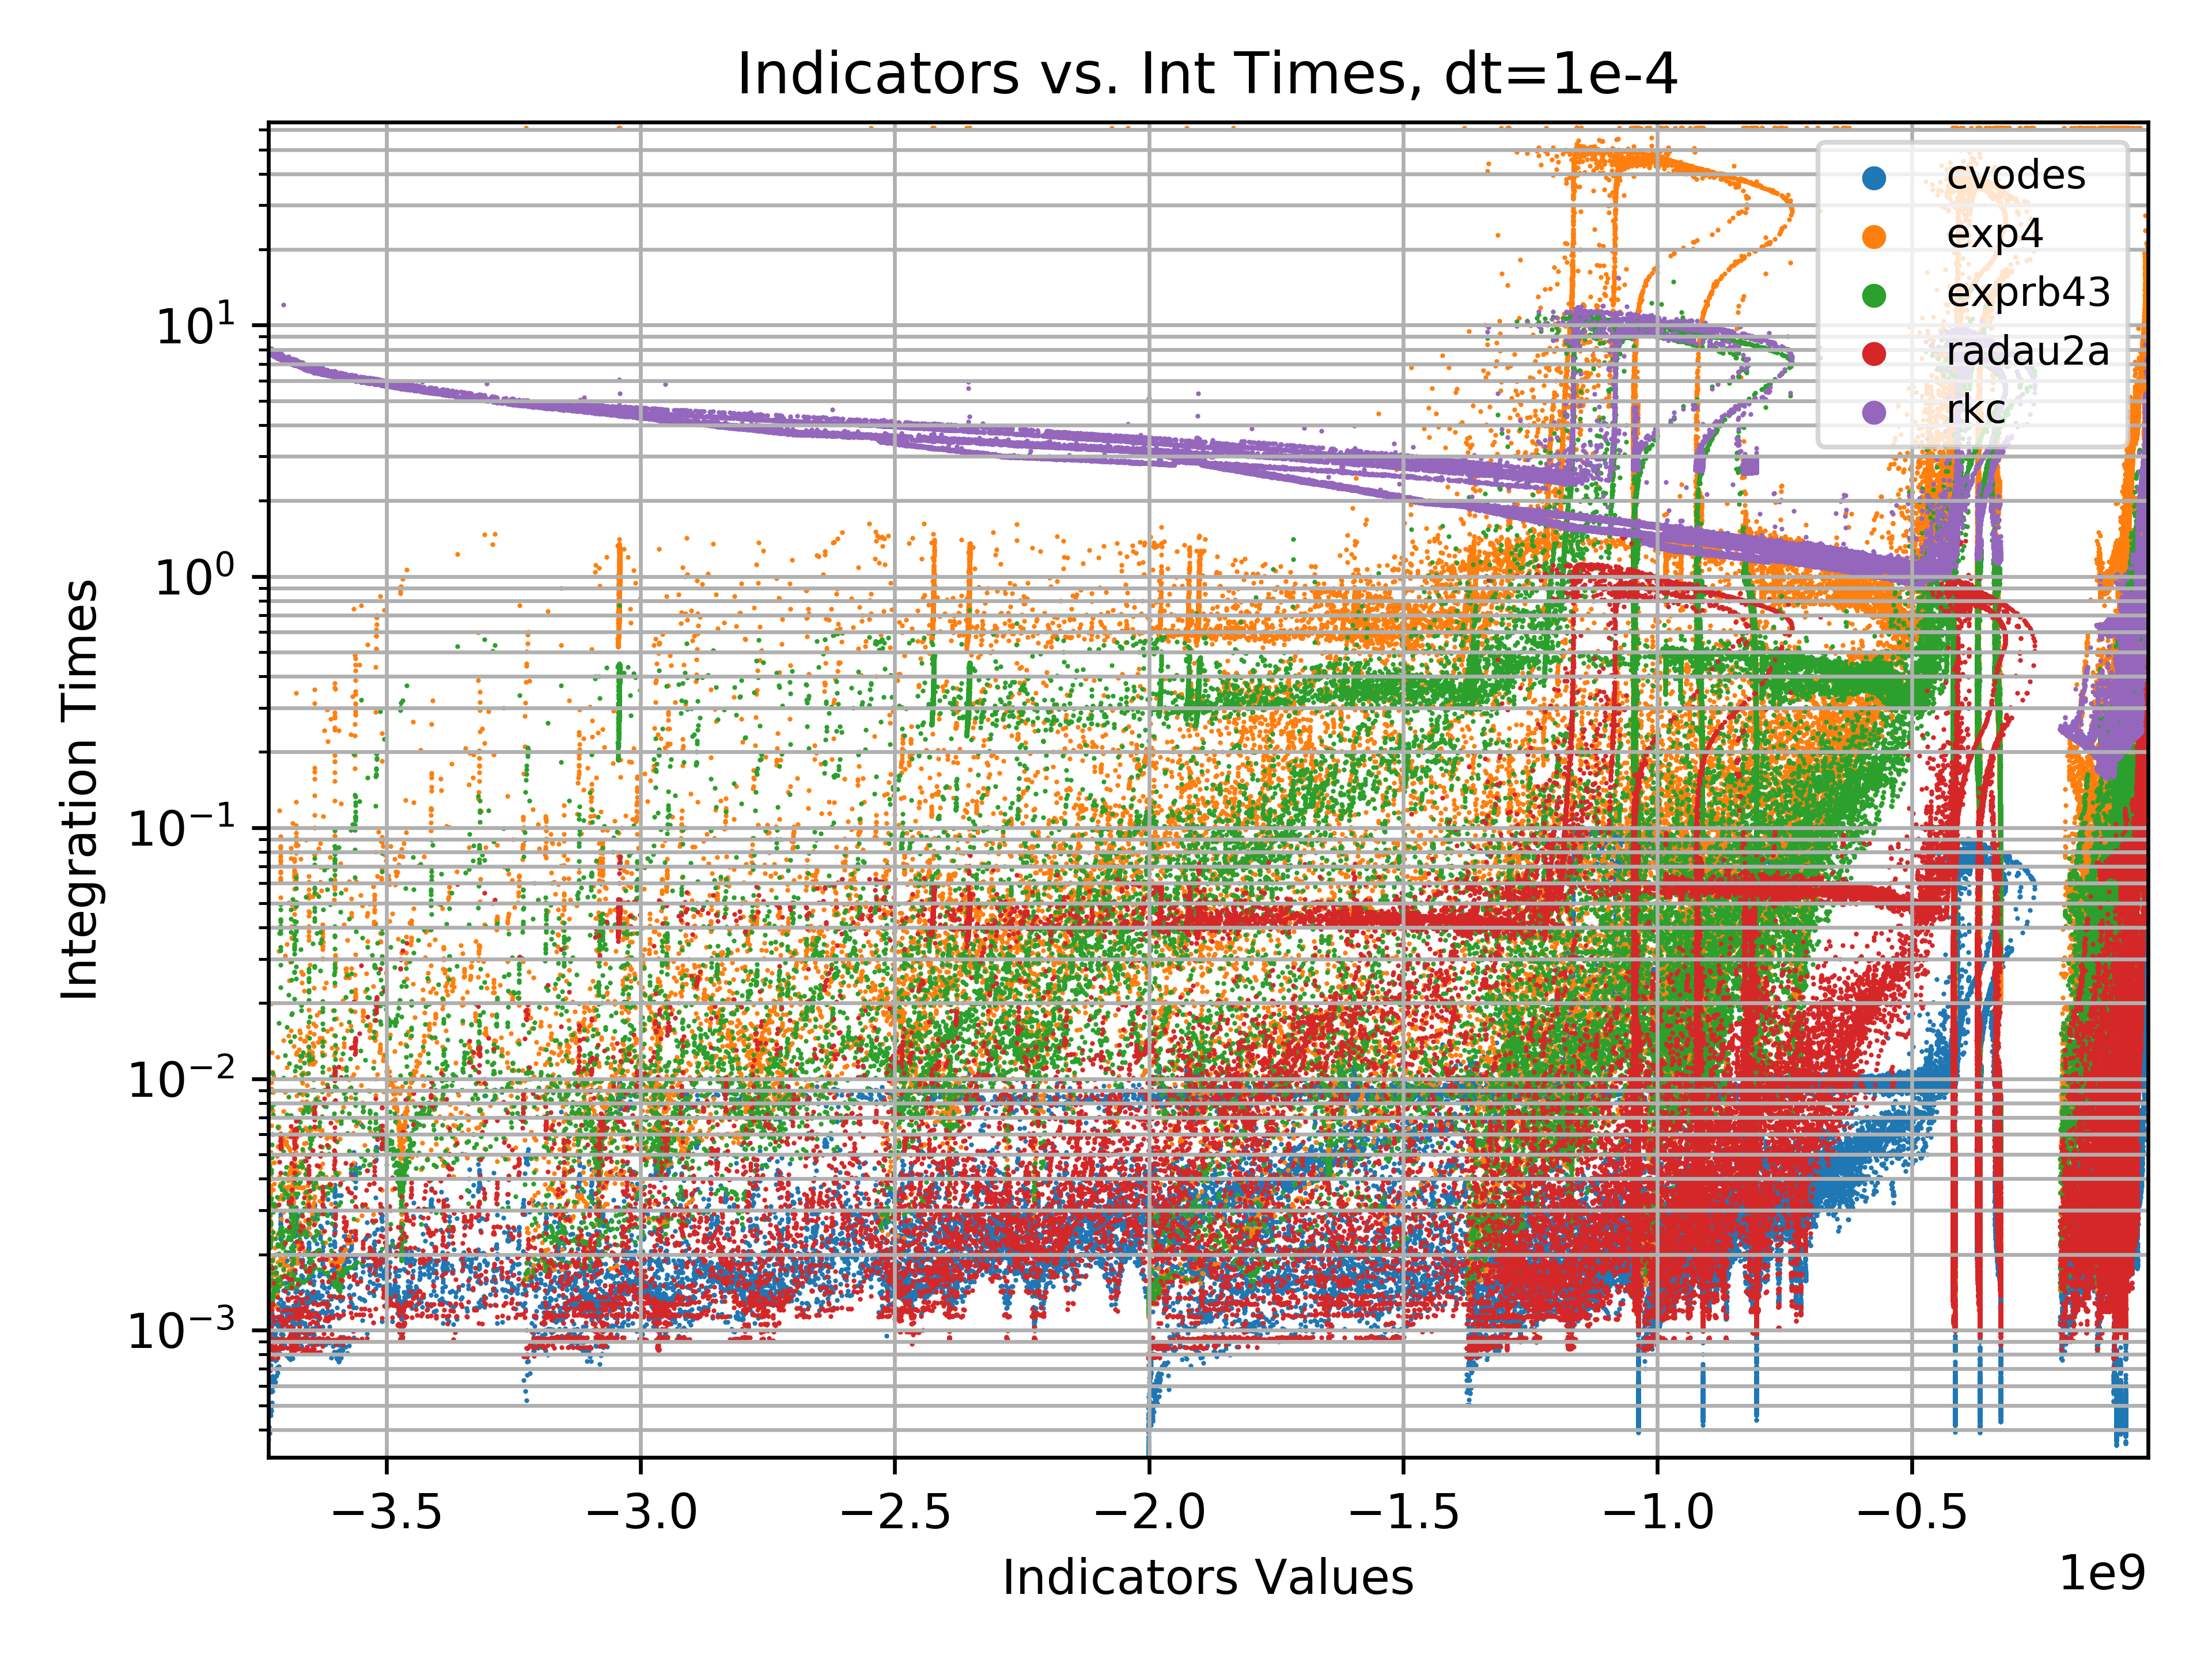 Indicators vs. Int Times, dt=1e-4
cvodes
exp4
exprb43
radau2a
rkc
Integration Times
10¹
10⁰
10⁻¹
10⁻²
10⁻³
−3.5
−3.0
−2.5
−2.0
−1.5
−1.0
−0.5
Indicators Values
1e9